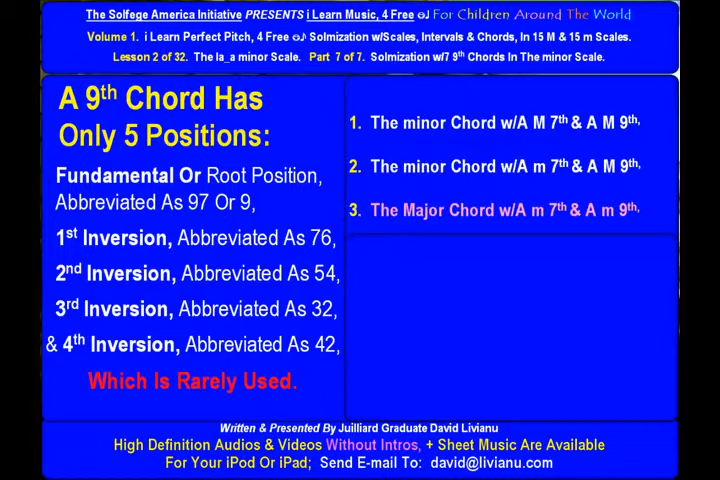 The Solfege America Initiative PRESENTS i Learn Music, 4 Free For Children Around The World
Volume 1. i Learn Perfect Pitch, 4 Free Solmization w/Scales, Intervals & Chords, In 15 M & 15 m Scales.
Lesson 2 of 32. The la_a minor Scale. Part 7 of 7. Solmization w/7 9th Chords In The minor Scale.
A 9th Chord Has
Only 5 Positions:
Fundamental Or Root Position,
Abbreviated As 97 Or 9,
1st Inversion, Abbreviated As 76,
2nd Inversion, Abbreviated As 54,
3rd Inversion, Abbreviated As 32,
& 4th Inversion, Abbreviated As 42,
Which Is Rarely Used.
1. The minor Chord w/A M 7th & A M 9th,
2. The minor Chord w/A m 7th & A M 9th,
3. The Major Chord w/A m 7th & A m 9th,
Written & Presented By Juilliard Graduate David Livianu
High Definition Audios & Videos Without Intros, + Sheet Music Are Available
For Your iPod Or iPad; Send E-mail To: david@livianu.com